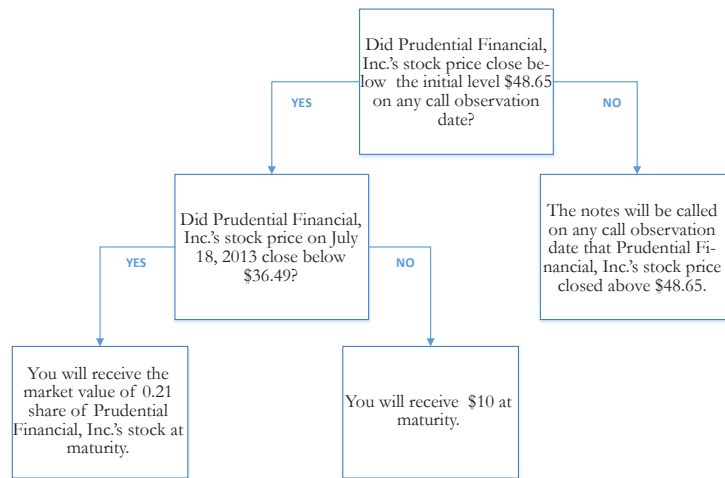 Did Prudential Financial,
Inc.'s stock price close be-
low the initial level $48.65
on any call observation
date?
YES
NO
Did Prudential Financial,
Inc.'s stock price on July
18, 2013 close below
$36.49?
The notes will be called
on any call observation
date that Prudential Fi-
nancial, Inc.'s stock price
closed above $48.65.
YES
NO
You will receive the
market value of 0.21
share of Prudential
Financial, Inc.'s stock at
maturity.
You will receive $10 at
maturity.